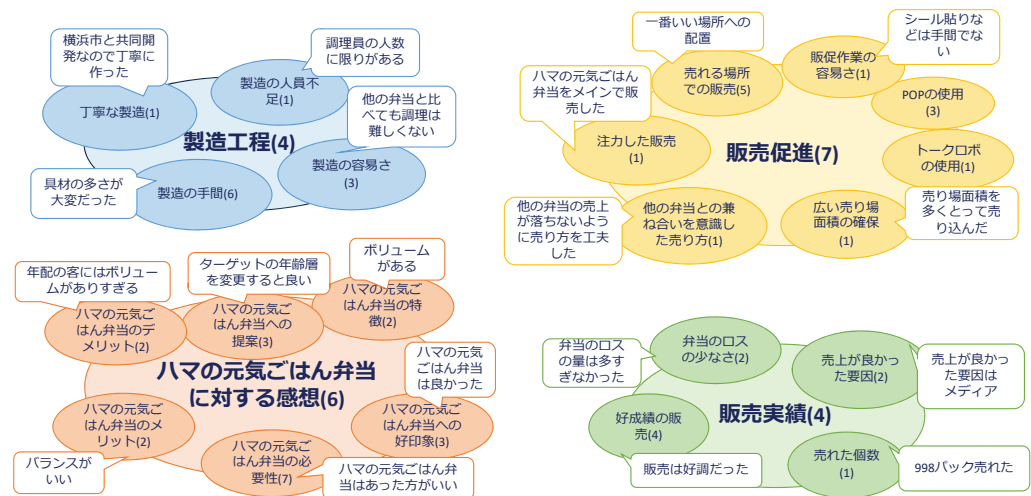 横浜市と共同開
発なので丁寧に
作った
調理員の人数
に限りがある
製造の人員不
足(1)
丁寧な製造(1)
他の弁当と比
べても調理は
難しくない
製造工程(4)
製造の容易さ
(3)
具材の多さが
大変だった
製造の手間(6)
一番いい場所への
配置
シール貼りな
どは手間でな
い
売れる場所
での販売(5)
販促作業の
容易さ(1)
ハマの元気ごはん
弁当をメインで販
売した
POPの使用
(3)
注力した販売
(1)
販売促進(7)
トークロボ
の使用(1)
他の弁当の売上
が落ちないよう
に売り方を工夫
した
他の弁当との兼
ね合いを意識し
た売り方(1)
広い売り場
面積の確保
(1)
売り場面積を
多くとって売
り込んだ
年配の客にはボリュー
ムがありすぎる
ターゲットの年齢層
を変更すると良い
ボリューム
がある
ハマの元気ご
はん弁当のデ
メリット(2)
ハマの元気ご
はん弁当への
提案(3)
ハマの元気ご
はん弁当の特
徴(2)
ハマの元気
ごはん弁当
は良かった
ハマの元気ごはん弁当
に対する感想(6)
ハマの元気ご
はん弁当のメ
リット(2)
ハマの元気ご
はん弁当への
好印象(3)
バランスが
いい
ハマの元気ご
はん弁当の必
要性(7)
ハマの元気ごはん弁
当はあった方がいい
弁当のロス
の量は多す
ぎなかった
弁当のロス
の少なさ(2)
売上が良かっ
た要因(2)
売上が良かっ
た要因は
メディア
好成績の販
売(4)
販売実績(4)
販売は好調だった
売れた個数
(1)
998パック売れた